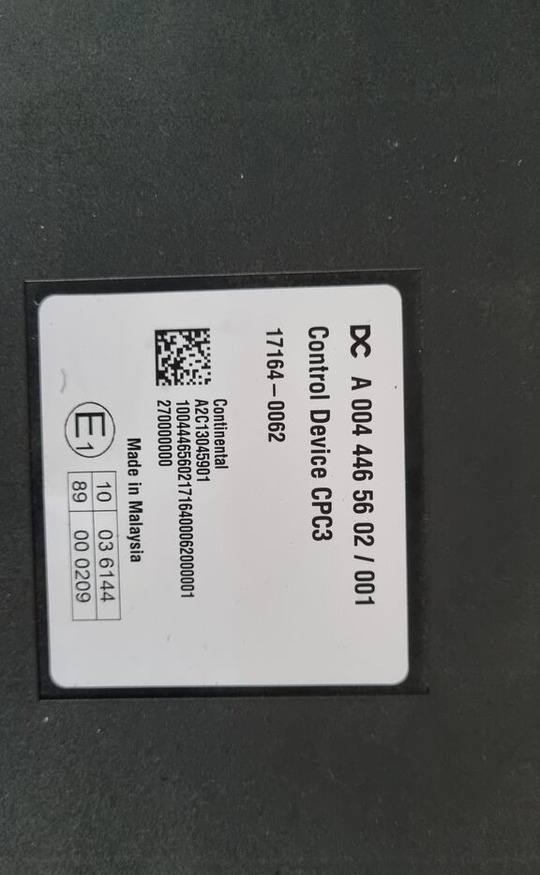 DC A 004 446 56 02 / 001
Control Device CPC3
17164 – 0062
Continental
A2C13045901
100444656021716400062000001
270000000
Made in Malaysia
E1
10 03 6144
89 00 0209